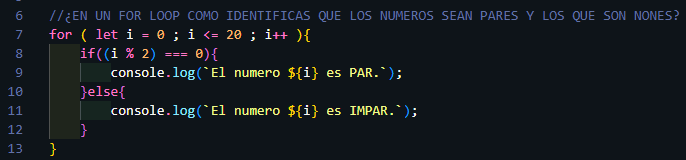 6 //¿EN UN FOR LOOP COMO IDENTIFICAS QUE LOS NUMEROS SEAN PARES Y LOS QUE SON NONES?
7 for ( let i = 0 ; i <= 20 ; i++ ){
8     if((i % 2) === 0){
9         console.log(`El numero ${i} es PAR.`);
10     }else{
11         console.log(`El numero ${i} es IMPAR.`);
12     }
13 }